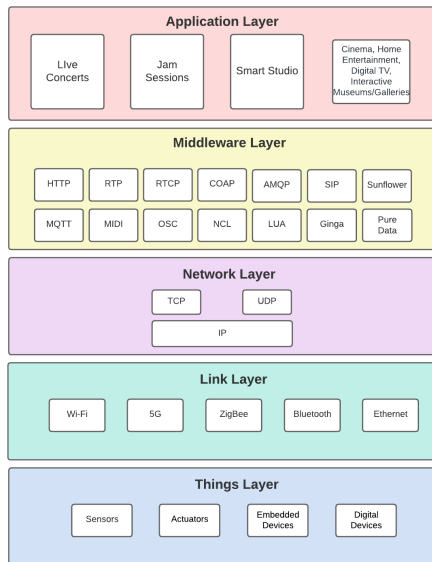 Application Layer
LIve
Concerts
Jam
Sessions
Smart Studio
Cinema, Home
Entertainment,
Digital TV,
Interactive
Museums/Galleries
Middleware Layer
HTTP
RTP
RTCP
COAP
AMQP
SIP
Sunflower
MQTT
MIDI
OSC
NCL
LUA
Ginga
Pure
Data
Network Layer
TCP
UDP
IP
Link Layer
Wi-Fi
5G
ZigBee
Bluetooth
Ethernet
Things Layer
Sensors
Actuators
Embedded
Devices
Digital
Devices